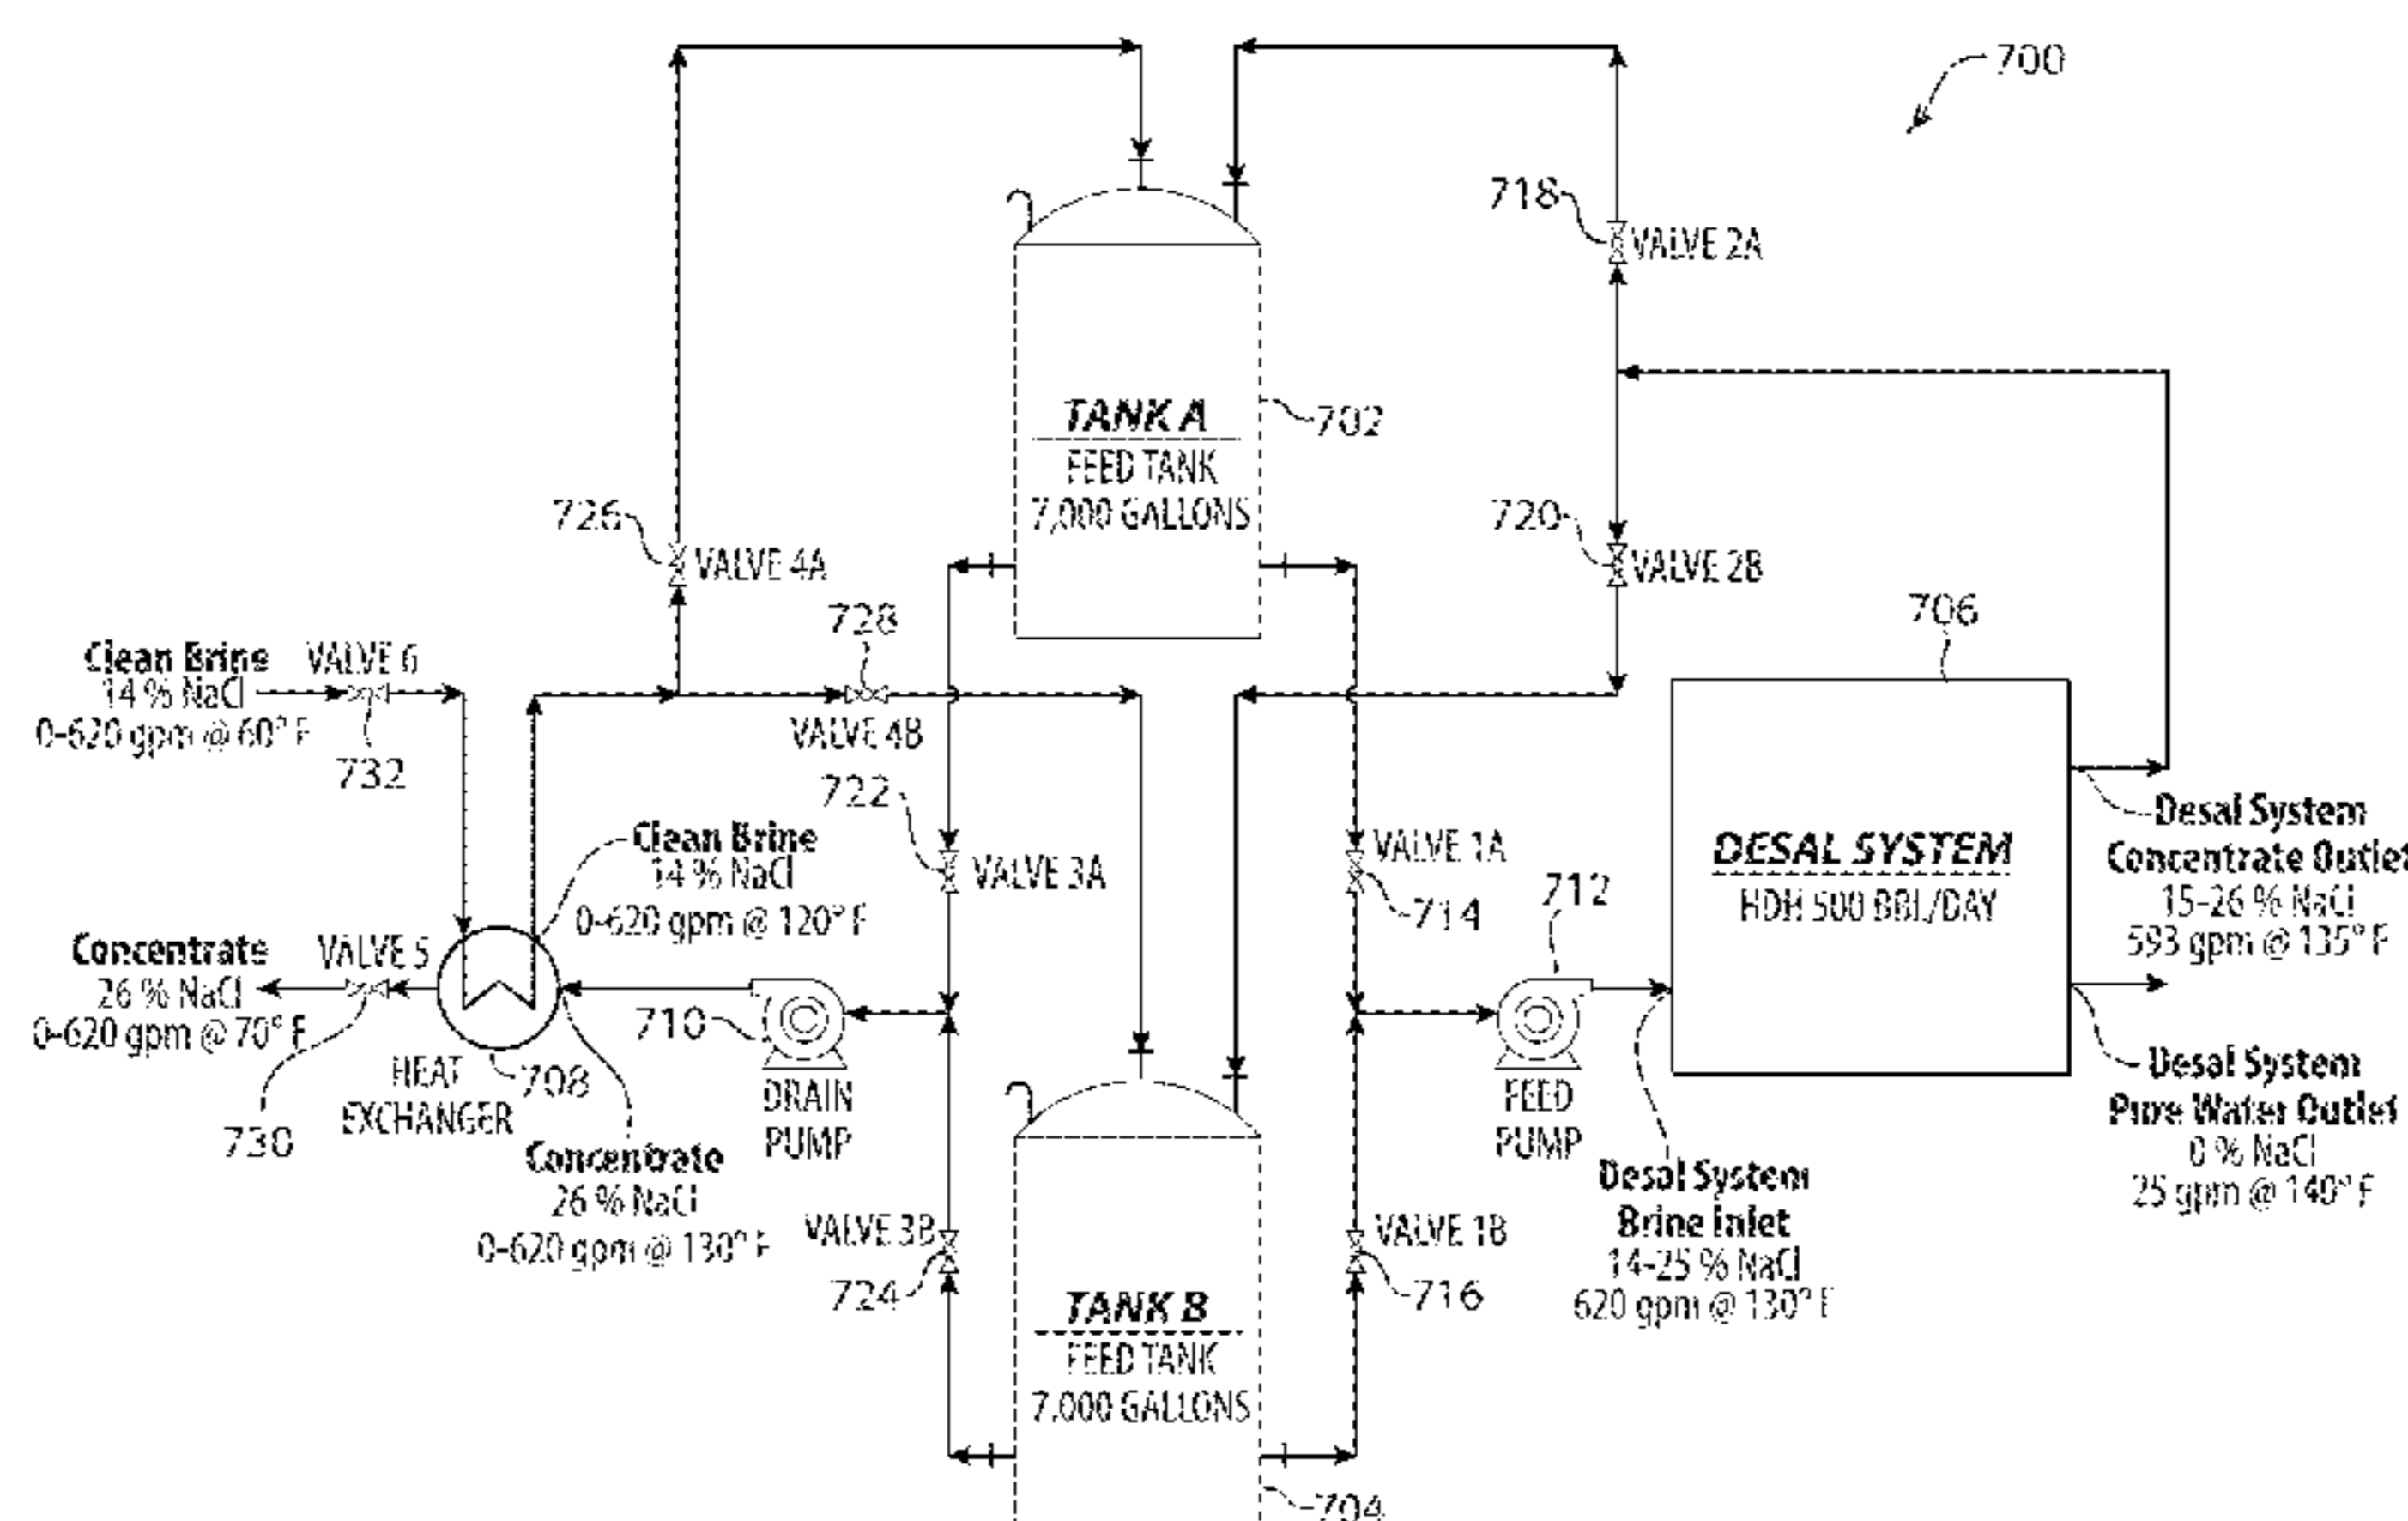 700
718
VALVE 2A
TANK A
FEED TANK
7,000 GALLONS
702
726
VALVE 4A
720
VALVE 2B
728
VALVE 4B
706
Clean Brine
14 % NaCl
0-620 gpm @ 60° F
VALVE 6
732
722
VALVE 3A
Clean Brine
14 % NaCl
0-620 gpm @ 120° F
VALVE 1A
714
712
DESAL SYSTEM
HDH 500 BBL/DAY
Desal System
Concentrate Outlet
15-26 % NaCl
593 gpm @ 135° F
Concentrate
26 % NaCl
0-620 gpm @ 70° F
VALVE 5
730
HEAT
EXCHANGER
708
710
DRAIN
PUMP
FEED
PUMP
Concentrate
26 % NaCl
0-620 gpm @ 130° F
Desal System
Brine Inlet
14-25 % NaCl
620 gpm @ 130° F
Desal System
Pure Water Outlet
0 % NaCl
25 gpm @ 140° F
VALVE 3B
724
VALVE 1B
716
TANK B
FEED TANK
7,000 GALLONS
704